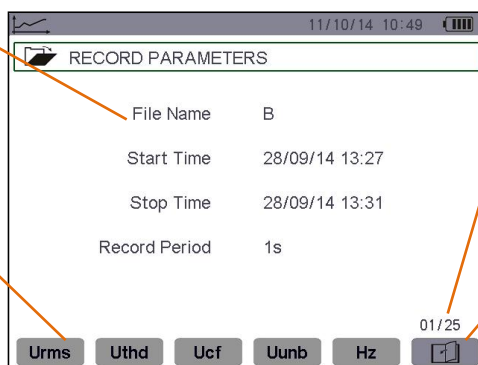 11/10/14 10:49
RECORD PARAMETERS
File Name B
Start Time 28/09/14 13:27
Stop Time 28/09/14 13:31
Record Period 1s
01/25
Urms Uthd Ucf Uunb Hz